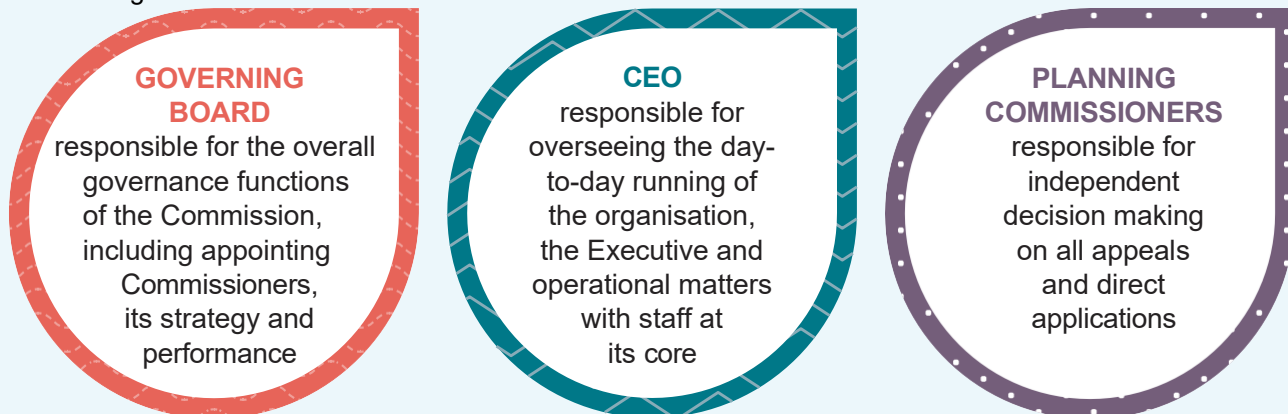 GOVERNING
BOARD
responsible for the overall
governance functions
of the Commission,
including appointing
Commissioners,
its strategy and
performance
CEO
responsible for
overseeing the day-
to-day running of
the organisation,
the Executive and
operational matters
with staff at
its core
PLANNING
COMMISSIONERS
responsible for
independent
decision making
on all appeals
and direct
applications